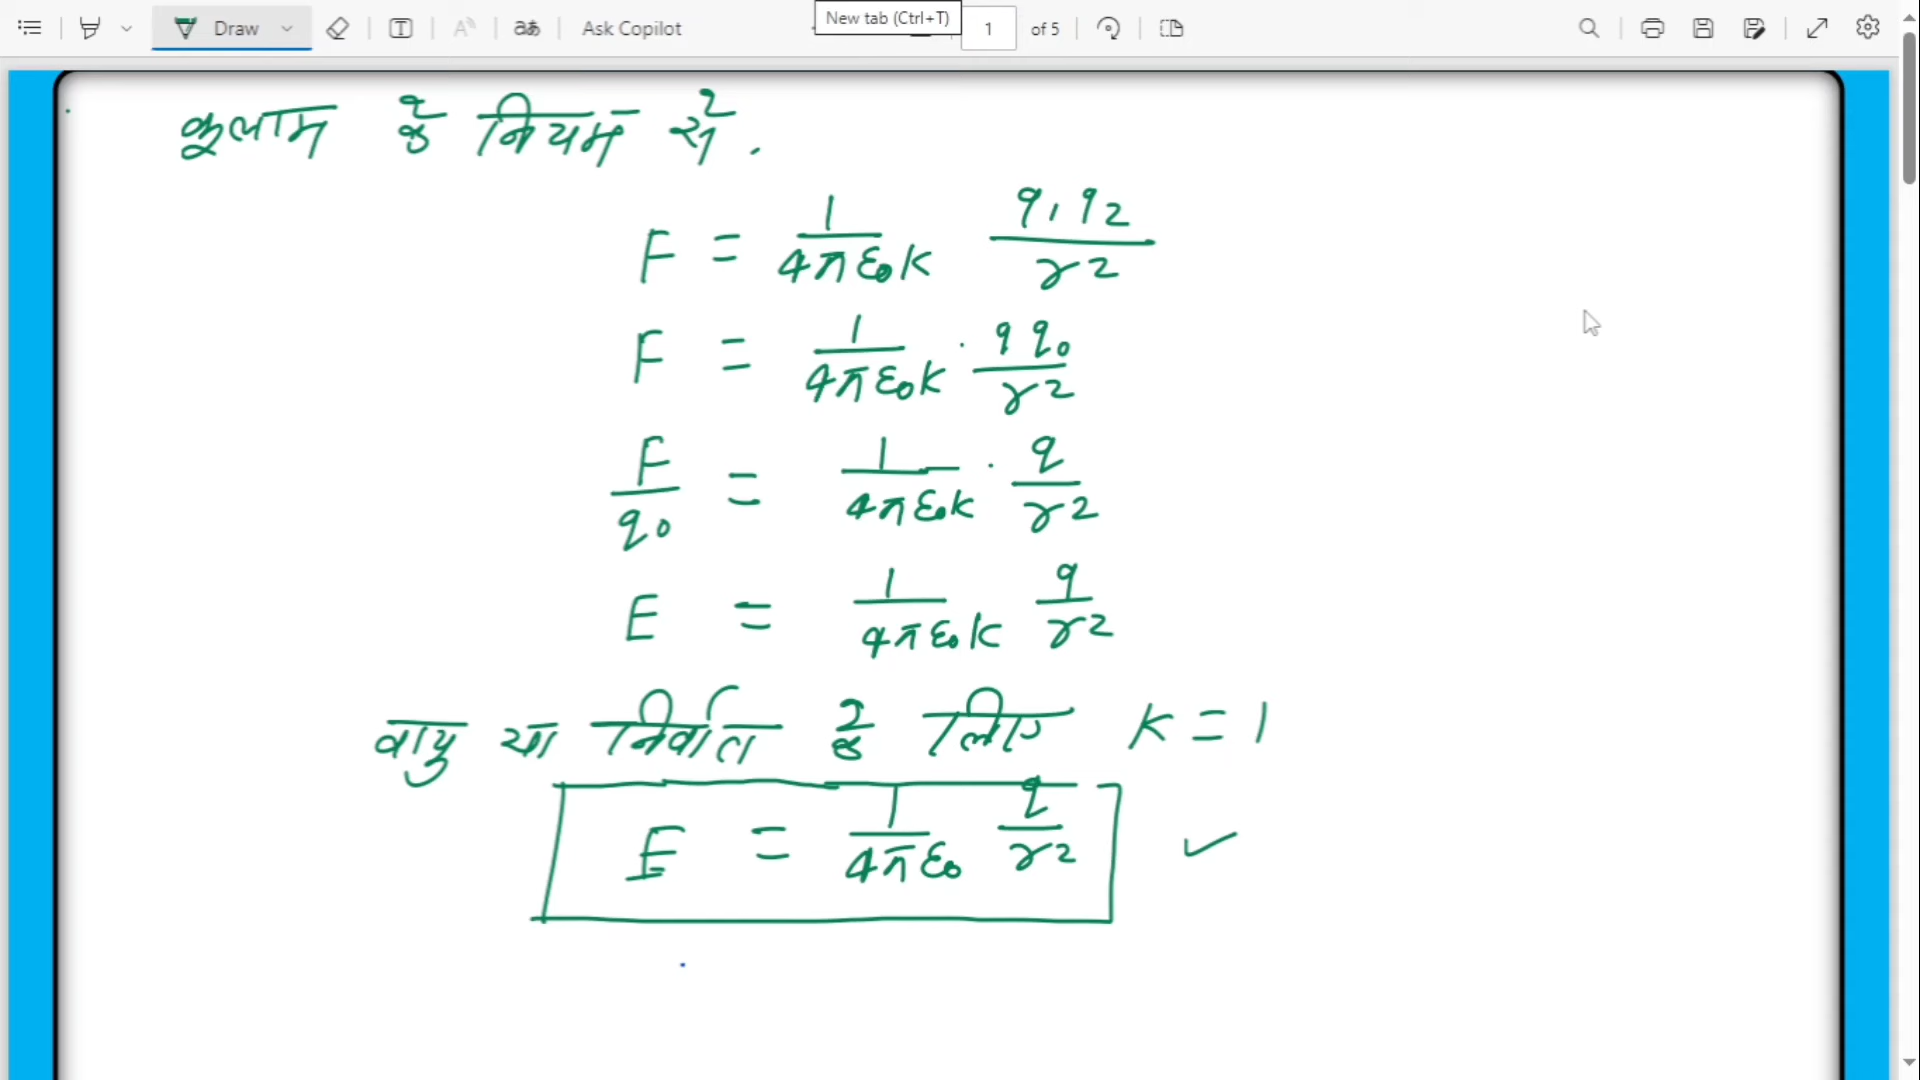 Draw Ask Copilot New tab (Ctrl+T) 1 of 5
कूलाम के नियम से.
F = 1/4πε₀k q₁q₂/r²
F = 1/4πε₀k · q q₀/r²
F/q₀ = 1/4πε₀k · q/r²
E = 1/4πε₀k q/r²
वायु या निर्वात के लिए k = 1
E = 1/4πε₀ q/r² ✓